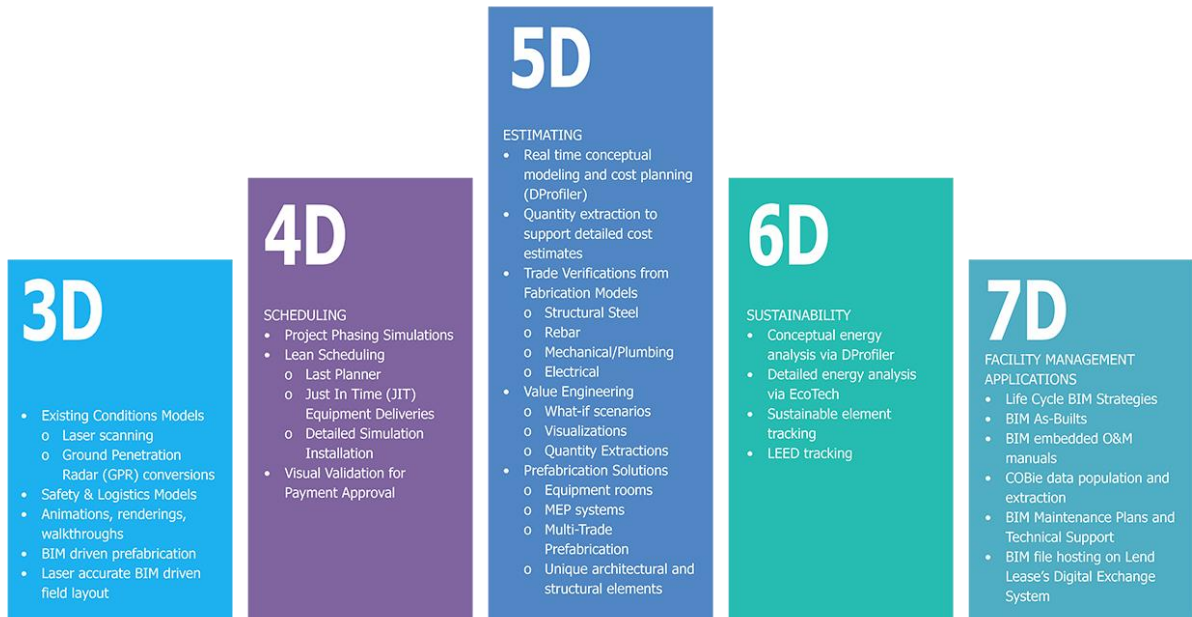 3D
• Existing Conditions Models
o Laser scanning
o Ground Penetration
Radar (GPR) conversions
• Safety & Logistics Models
• Animations, renderings,
walkthroughs
• BIM driven prefabrication
• Laser accurate BIM driven
field layout
4D
SCHEDULING
• Project Phasing Simulations
• Lean Scheduling
o Last Planner
o Just In Time (JIT)
Equipment Deliveries
o Detailed Simulation
Installation
• Visual Validation for
Payment Approval
5D
ESTIMATING
• Real time conceptual
modeling and cost planning
(DProfiler)
• Quantity extraction to
support detailed cost
estimates
• Trade Verifications from
Fabrication Models
o Structural Steel
o Rebar
o Mechanical/Plumbing
o Electrical
• Value Engineering
o What-if scenarios
o Visualizations
o Quantity Extractions
• Prefabrication Solutions
o Equipment rooms
o MEP systems
o Multi-Trade
Prefabrication
o Unique architectural and
structural elements
6D
SUSTAINABILITY
• Conceptual energy
analysis via DProfiler
• Detailed energy analysis
via EcoTech
• Sustainable element
tracking
• LEED tracking
7D
FACILITY MANAGEMENT
APPLICATIONS
• Life Cycle BIM Strategies
• BIM As-Builts
• BIM embedded O&M
manuals
• COBie data population and
extraction
• BIM Maintenance Plans and
Technical Support
• BIM file hosting on Lend
Lease's Digital Exchange
System